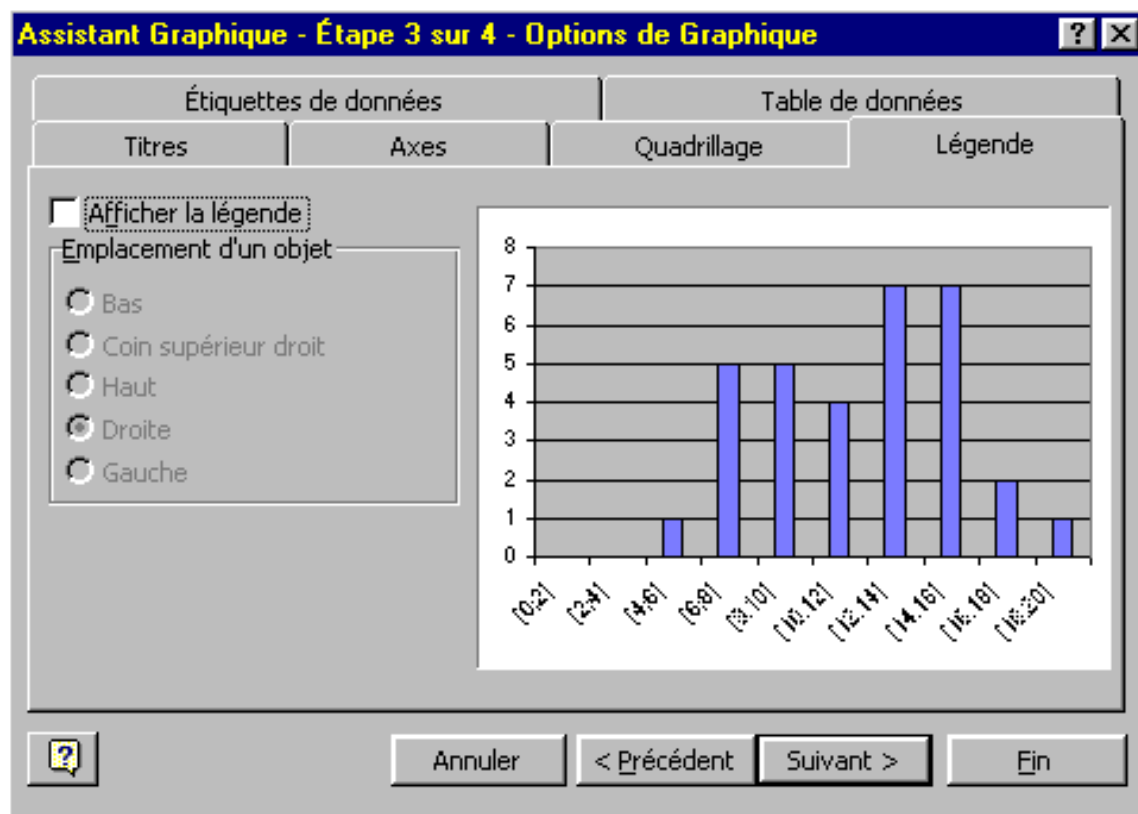 Assistant Graphique - Étape 3 sur 4 - Options de Graphique
Étiquettes de données
Table de données
Titres
Axes
Quadrillage
Légende
Afficher la légende
Emplacement d'un objet
Bas
Coin supérieur droit
Haut
Droite
Gauche
8
7
6
5
4
3
2
1
0
[0;2]
[2;4]
[4;6]
[6;8]
[8;10]
[10;12]
[12;14]
[14;16]
[16;18]
[18;20]
Annuler
< Précédent
Suivant >
Fin